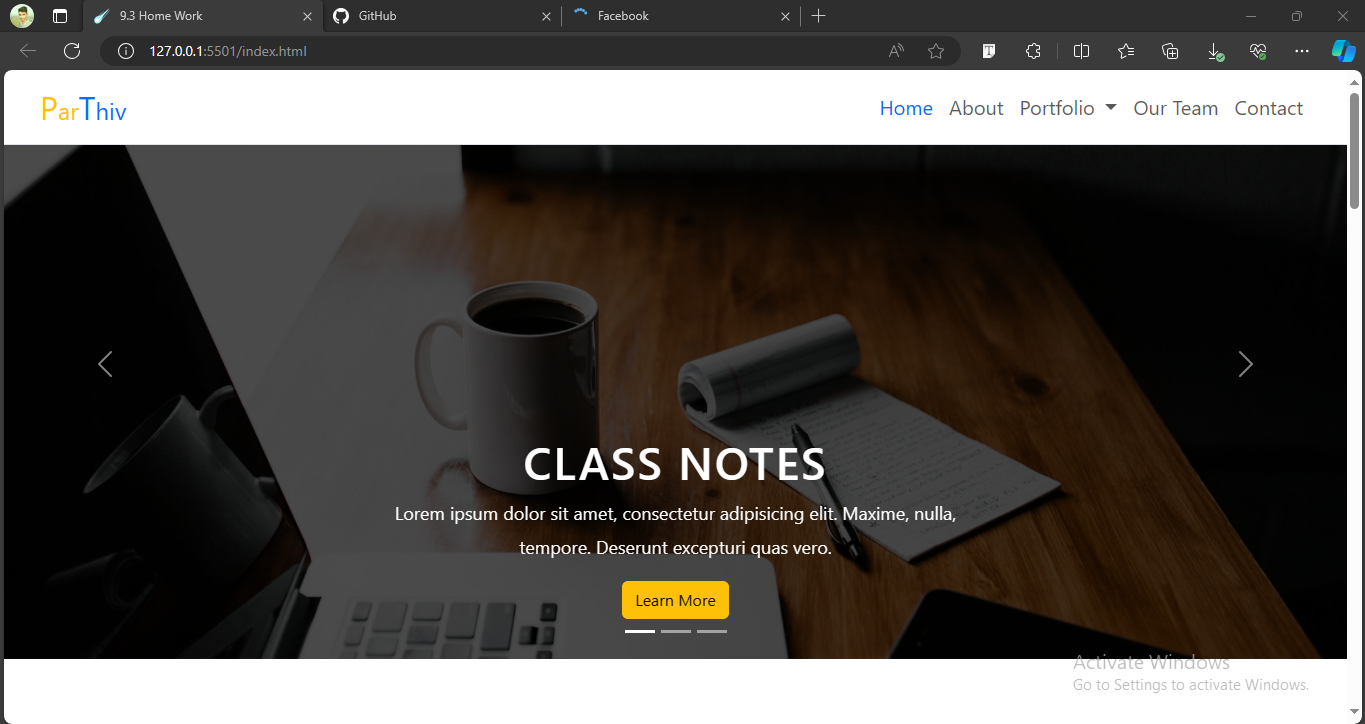 9.3 Home Work
GitHub
Facebook
127.0.0.1:5501/index.html
ParThiv
Home About Portfolio Our Team Contact
CLASS NOTES
Lorem ipsum dolor sit amet, consectetur adipisicing elit. Maxime, nulla,
tempore. Deserunt excepturi quas vero.
Learn More
Activate Windows
Go to Settings to activate Windows.